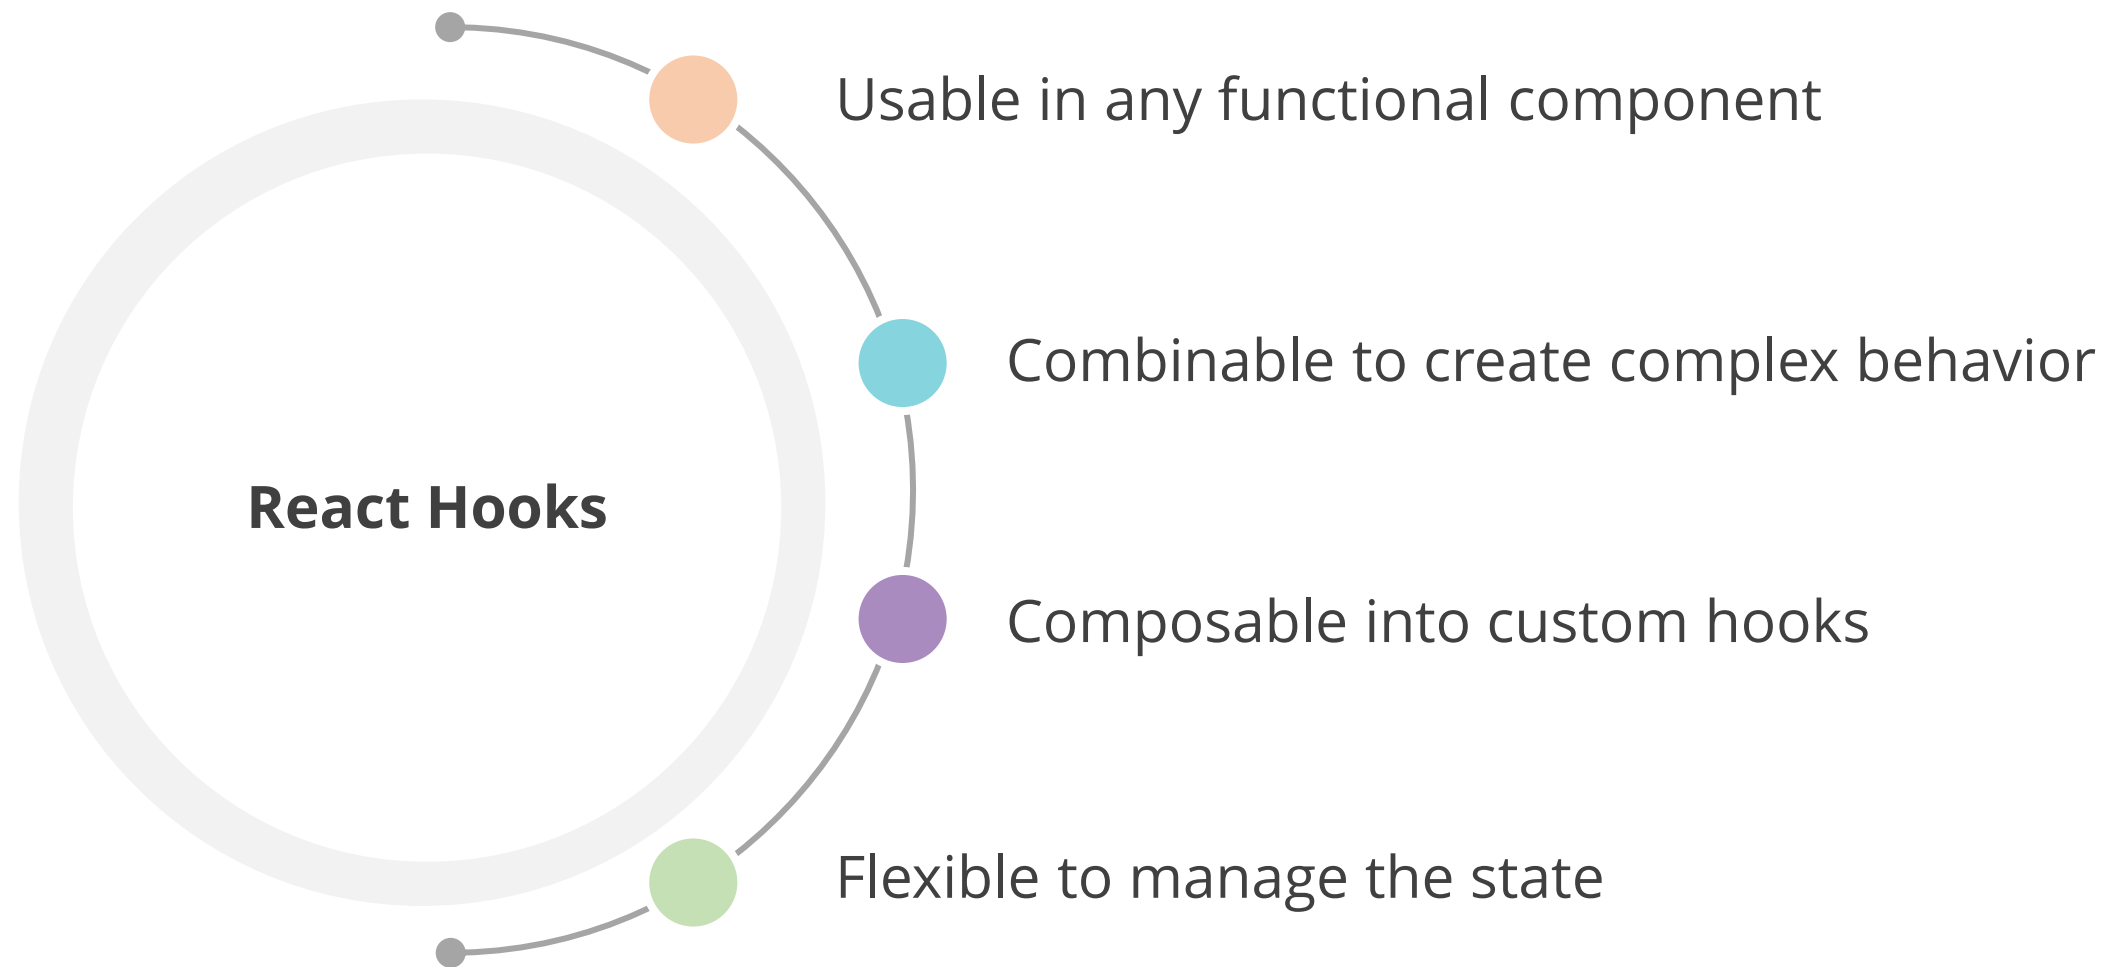 Usable in any functional component
Combinable to create complex behavior
React Hooks
Composable into custom hooks
Flexible to manage the state